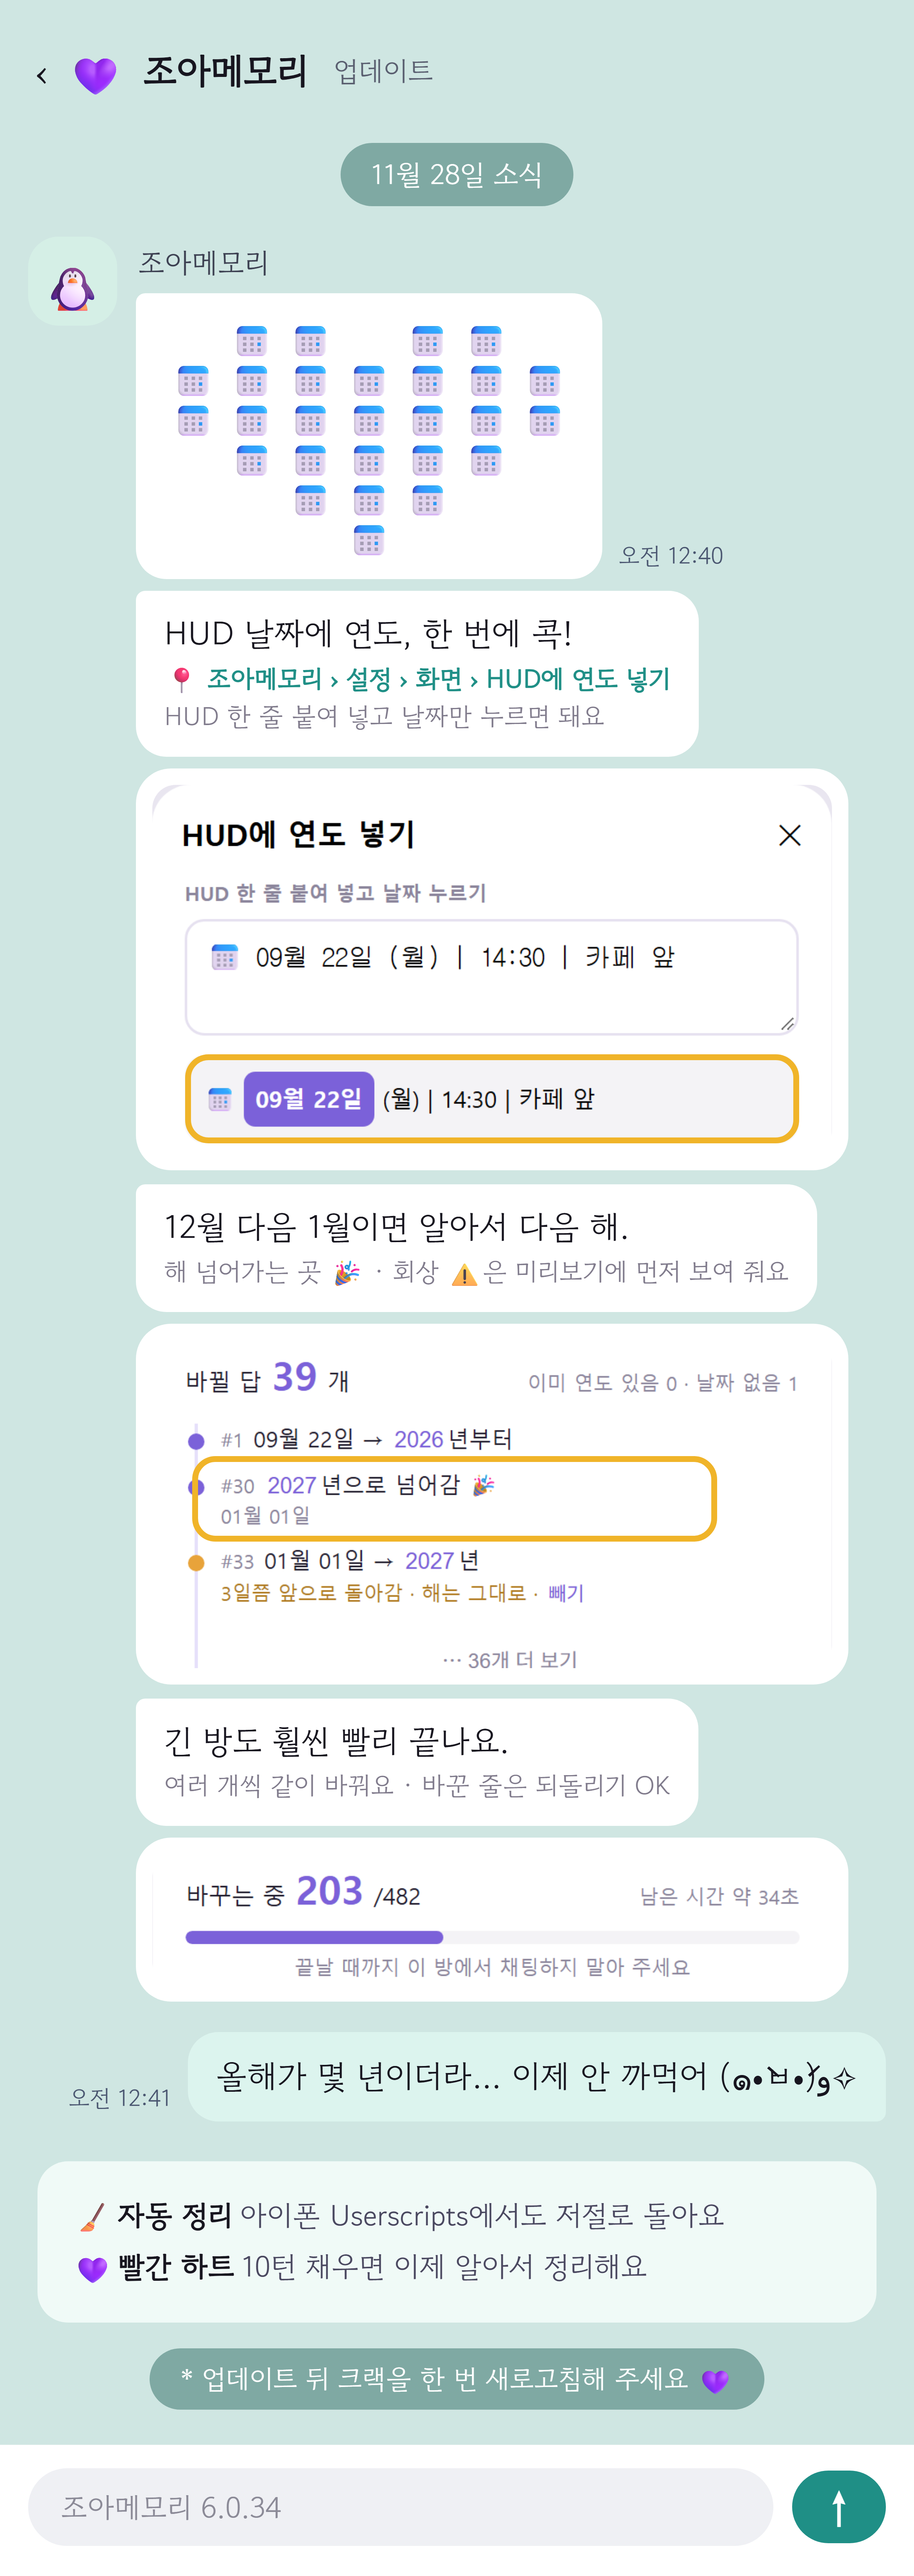 ‹ 💜 조아메모리 업데이트
11월 28일 소식
조아메모리
오전 12:40
HUD 날짜에 연도, 한 번에 콕!
📍 조아메모리 › 설정 › 화면 › HUD에 연도 넣기
HUD 한 줄 붙여 넣고 날짜만 누르면 돼요
HUD에 연도 넣기
HUD 한 줄 붙여 넣고 날짜 누르기
09월 22일 (월) | 14:30 | 카페 앞
09월 22일 (월) | 14:30 | 카페 앞
12월 다음 1월이면 알아서 다음 해.
해 넘어가는 곳 🎉 · 회상 ⚠️은 미리보기에 먼저 보여 줘요
바뀔 답 39 개 이미 연도 있음 0 · 날짜 없음 1
#1 09월 22일 → 2026년부터
#30 2027년으로 넘어감 🎉
01월 01일
#33 01월 01일 → 2027년
3일쯤 앞으로 돌아감 · 해는 그대로 · 빼기
… 36개 더 보기
긴 방도 훨씬 빨리 끝나요.
여러 개씩 같이 바꿔요 · 바꾼 줄은 되돌리기 OK
바꾸는 중 203 /482 남은 시간 약 34초
끝날 때까지 이 방에서 채팅하지 말아 주세요
올해가 몇 년이더라... 이제 안 까먹어 (๑•̀ㅂ•́)و✧
오전 12:41
🧹 자동 정리 아이폰 Userscripts에서도 저절로 돌아요
💜 빨간 하트 10턴 채우면 이제 알아서 정리해요
* 업데이트 뒤 크랙을 한 번 새로고침해 주세요 💜
조아메모리 6.0.34